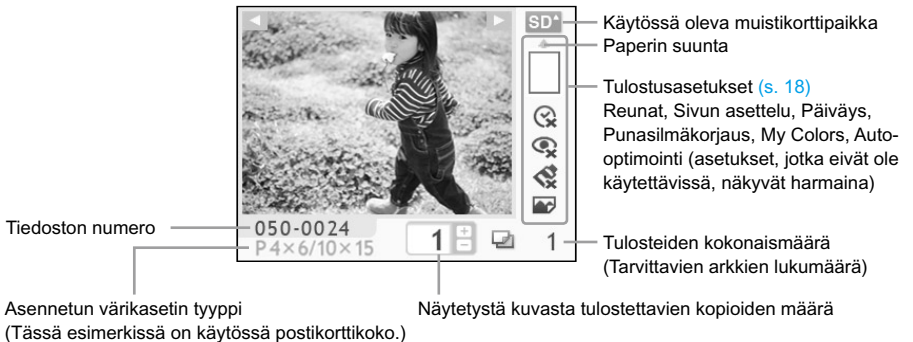 SD
Käytössä oleva muistikorttipaikka
Paperin suunta
Tulostusasetukset (s. 18)
Reunat, Sivun asettelu, Päiväys,
Punasilmäkorjaus, My Colors, Auto-
optimointi (asetukset, jotka eivät ole
käytettävissä, näkyvät harmaina)
Tiedoston numero
050-0024
P 4×6/10×15
1
+
−
1
Tulosteiden kokonaismäärä
(Tarvittavien arkkien lukumäärä)
Asennetun värikasetin tyyppi
(Tässä esimerkissä on käytössä postikorttikoko.)
Näytetystä kuvasta tulostettavien kopioiden määrä